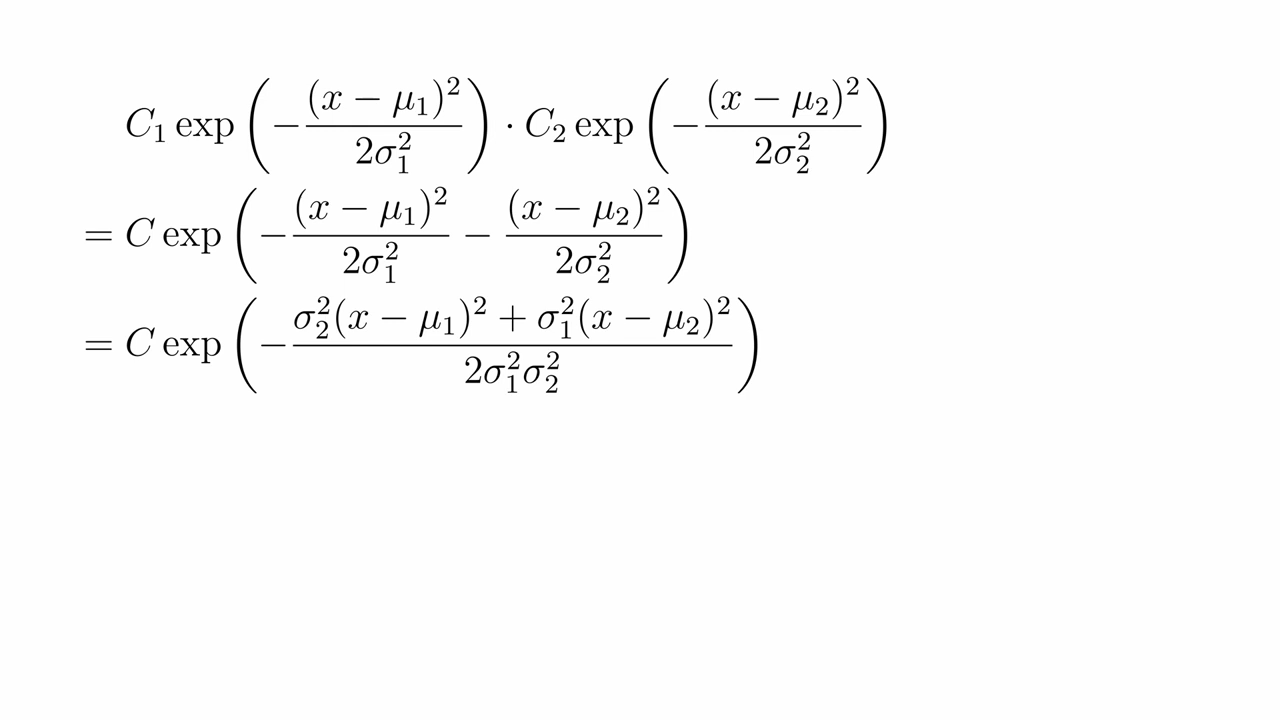 $C_1 \exp\left(-\frac{(x-\mu_1)^2}{2\sigma_1^2}\right) \cdot C_2 \exp\left(-\frac{(x-\mu_2)^2}{2\sigma_2^2}\right)$
$= C \exp\left(-\frac{(x-\mu_1)^2}{2\sigma_1^2} - \frac{(x-\mu_2)^2}{2\sigma_2^2}\right)$
$= C \exp\left(-\frac{\sigma_2^2(x-\mu_1)^2 + \sigma_1^2(x-\mu_2)^2}{2\sigma_1^2\sigma_2^2}\right)$